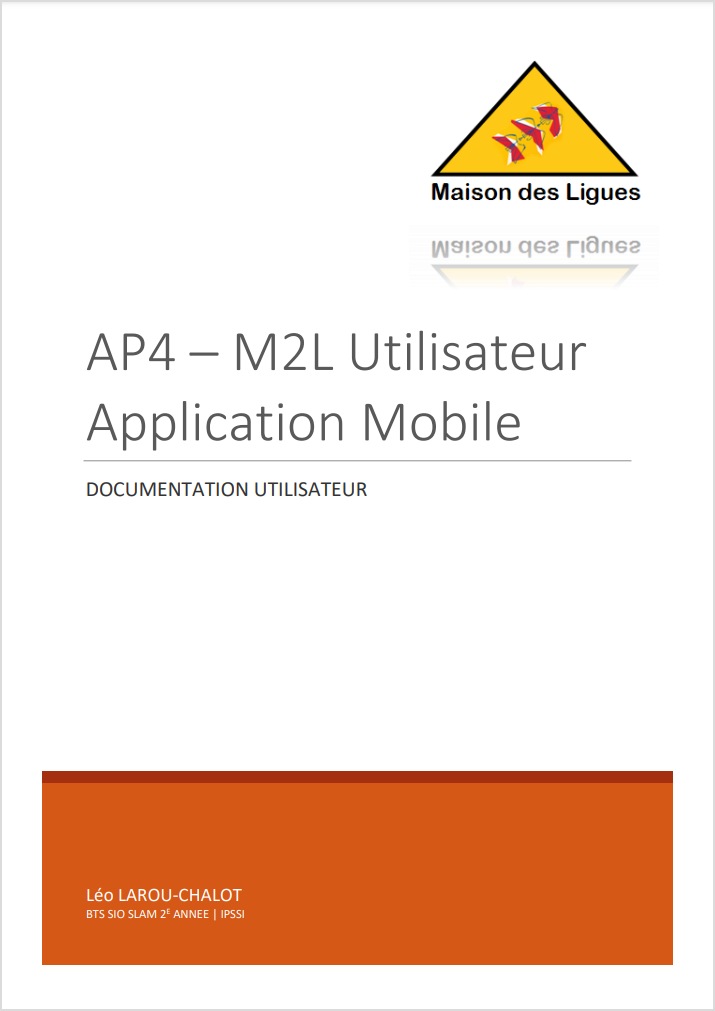 Maison des Ligues
Maison des Ligues
AP4 – M2L Utilisateur
Application Mobile
DOCUMENTATION UTILISATEUR
Léo LAROU-CHALOT
BTS SIO SLAM 2E ANNEE | IPSSI